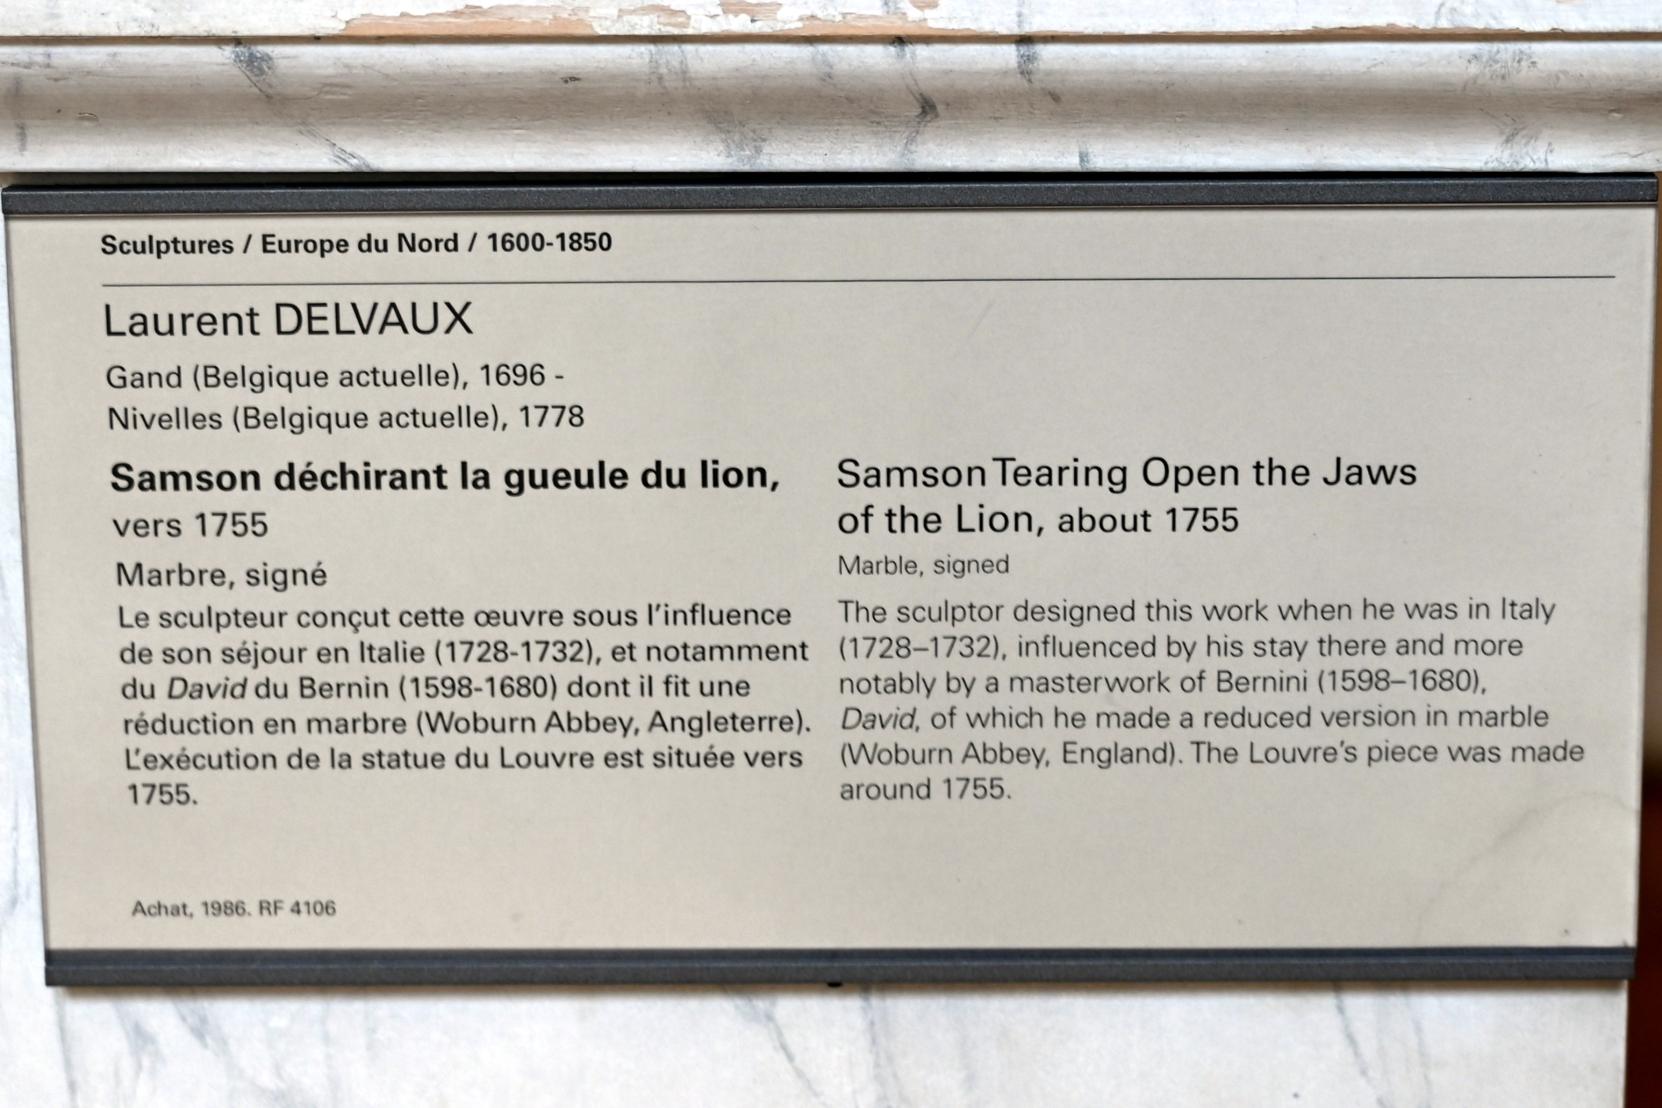 Sculptures / Europe du Nord / 1600-1850
Laurent DELVAUX
Gand (Belgique actuelle), 1696 -
Nivelles (Belgique actuelle), 1778
Samson déchirant la gueule du lion,
vers 1755
Marbre, signé
Le sculpteur conçut cette œuvre sous l'influence
de son séjour en Italie (1728-1732), et notamment
du David du Bernin (1598-1680) dont il fit une
réduction en marbre (Woburn Abbey, Angleterre).
L'exécution de la statue du Louvre est située vers
1755.
Achat, 1986. RF 4106
Samson Tearing Open the Jaws
of the Lion, about 1755
Marble, signed
The sculptor designed this work when he was in Italy
(1728–1732), influenced by his stay there and more
notably by a masterwork of Bernini (1598–1680),
David, of which he made a reduced version in marble
(Woburn Abbey, England). The Louvre's piece was made
around 1755.